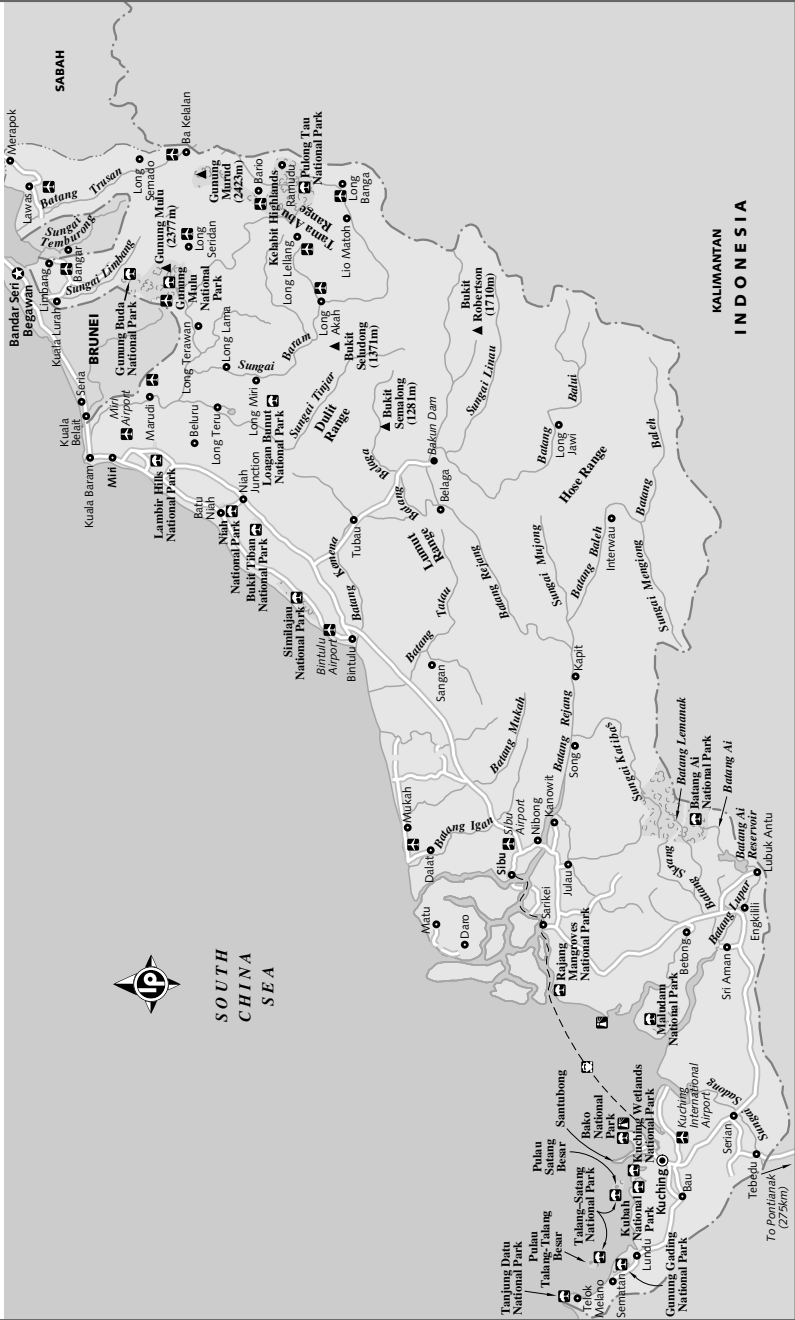 SOUTH
CHINA
SEA
lp
Tanjung Datu
National Park
Pulau
Talang-Talang
Besar
Talang–Satang
National Park
Pulau
Satang
Besar
Santubong
Bako
National
Park
Kuching Wetlands
National Park
Telok
Melano
Sematan
Lundu
Gunung Gading
National Park
Kubah
National
Park
Kuching
Bau
Kuching
International
Airport
Serian
Sungai
Sadong
Tebedu
To Pontianak
(275km)
Rajang
Mangroves
National Park
Maludam
National Park
Betong
Sri Aman
Engkilili
Batang Lupar
Batang
Skrang
Lubuk Antu
Batang Ai
Reservoir
Batang Ai
Batang Ai
National Park
Batang Lemanak
Sungai Katibas
Matu
Daro
Mukah
Dalat
Batang Igan
Sibu
Sibu
Airport
Nibong
Kanowit
Sarikei
Julau
Batang Rejang
Song
Kapit
Batang Mukah
Sangan
Batang
Tatau
Bintulu
Bintulu
Airport
Similajau
National Park
Batang
Kamena
Tubau
Bukit Tiban
National Park
Niah
National Park
Batu
Niah
Niah
Junction
Lambir Hills
National Park
Loagan Bunut
National Park
Lumut
Range
Batang
Belaga
Belaga
Bakun Dam
Batang Rejang
Sungai Mujong
Batang Baleh
Interwau
Batang
Baleh
Sungai Mengiong
Hose Range
Batang
Balui
Long
Jawi
Sungai Linau
Bukit
Robertson
(1710m)
Bukit
Semalong
(1281m)
Dulit
Range
Sungai Tinjar
Bukit
Seludong
(1371m)
Kuala Baram
Miri
Miri
Airport
Kuala
Belait
Seria
Marudi
Beluru
Long Teru
Long Miri
Long Lama
Long Terawan
Sungai
Baram
Long
Akah
Long Lellang
Lio Matoh
Long
Banga
Kelabit Highlands
Tama Abu
Range
Ramudu
Pulong Tau
National Park
Bario
Gunung
Murud
(2423m)
Long
Seridan
Gunung
Mulu
National
Park
Gunung Mulu
(2377m)
Gunung Buda
National Park
BRUNEI
Bandar Seri
Begawan
Kuala Lurah
Limbang
Bangar
Sungai Limbang
Sungai
Temburong
Lawas
Merapok
Batang
Trusan
Long
Semado
Ba Kelalan
SABAH
KALIMANTAN
INDONESIA